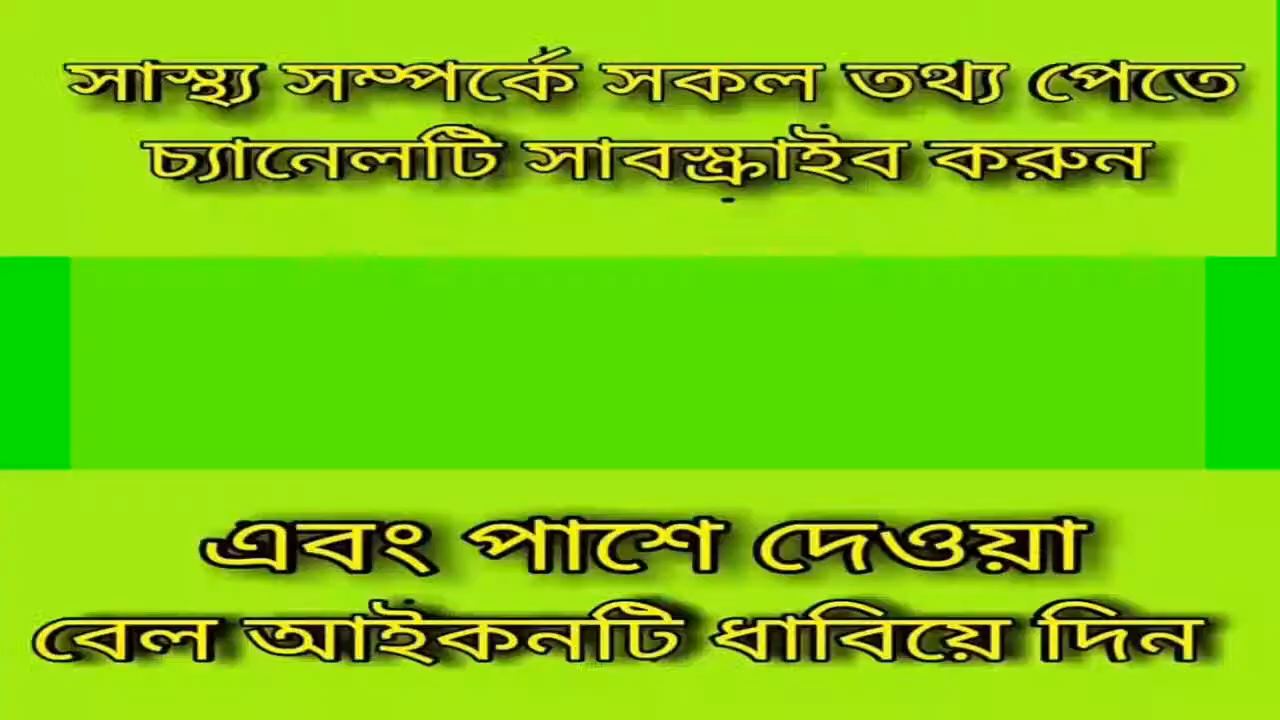 সাস্থ্য সম্পর্কে সকল তথ্য পেতে
চ্যানেলটি সাবস্ক্রাইব করুন
এবং পাশে দেওয়া
বেল আইকনটি ধাবিয়ে দিন